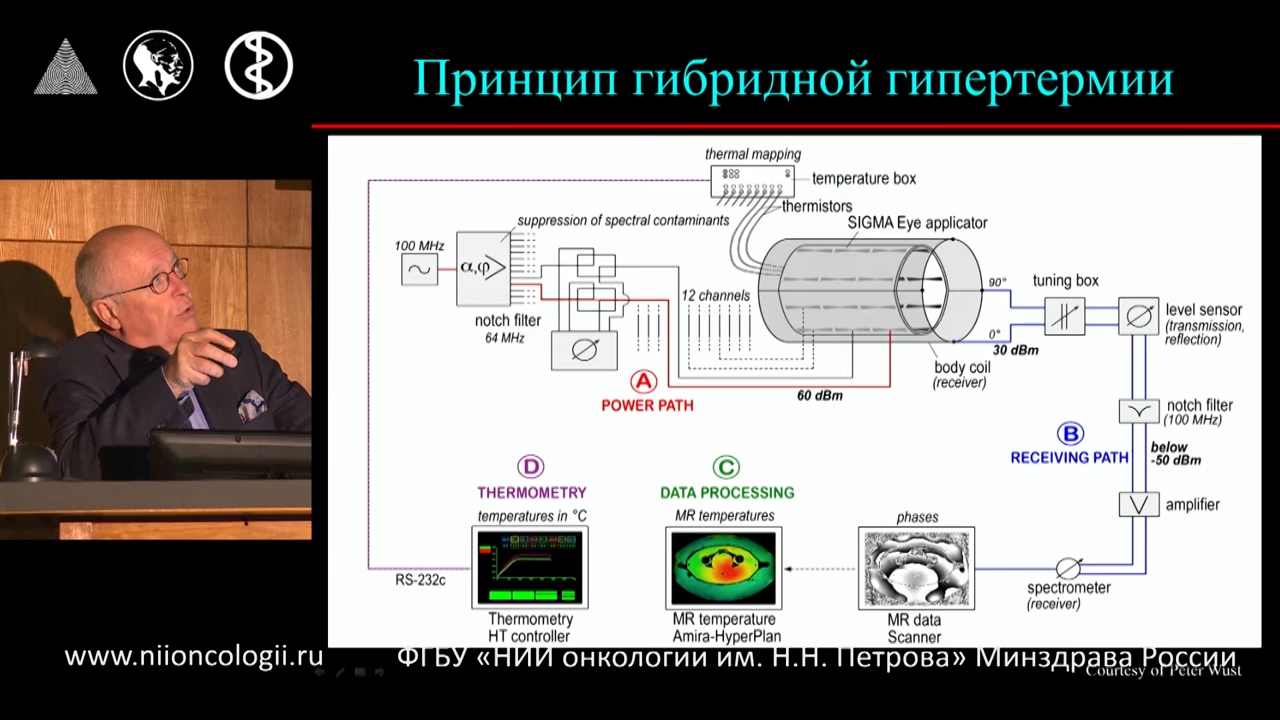 Принцип гибридной гипертермии
thermal mapping
temperature box
thermistors
SIGMA Eye applicator
suppression of spectral contaminants
100 MHz
α,φ
notch filter
64 MHz
12 channels
90°
0°
30 dBm
tuning box
level sensor
(transmission,
reflection)
body coil
(receiver)
A
POWER PATH
60 dBm
notch filter
(100 MHz)
B
RECEIVING PATH
below
-50 dBm
amplifier
D
THERMOMETRY
temperatures in °C
C
DATA PROCESSING
MR temperatures
phases
RS-232c
spectrometer
(receiver)
Thermometry
HT controller
MR temperature
Amira-HyperPlan
MR data
Scanner
www.niioncologii.ru
ФГБУ «НИИ онкологии им. Н.Н. Петрова» Минздрава России
Courtesy of Peter Wust